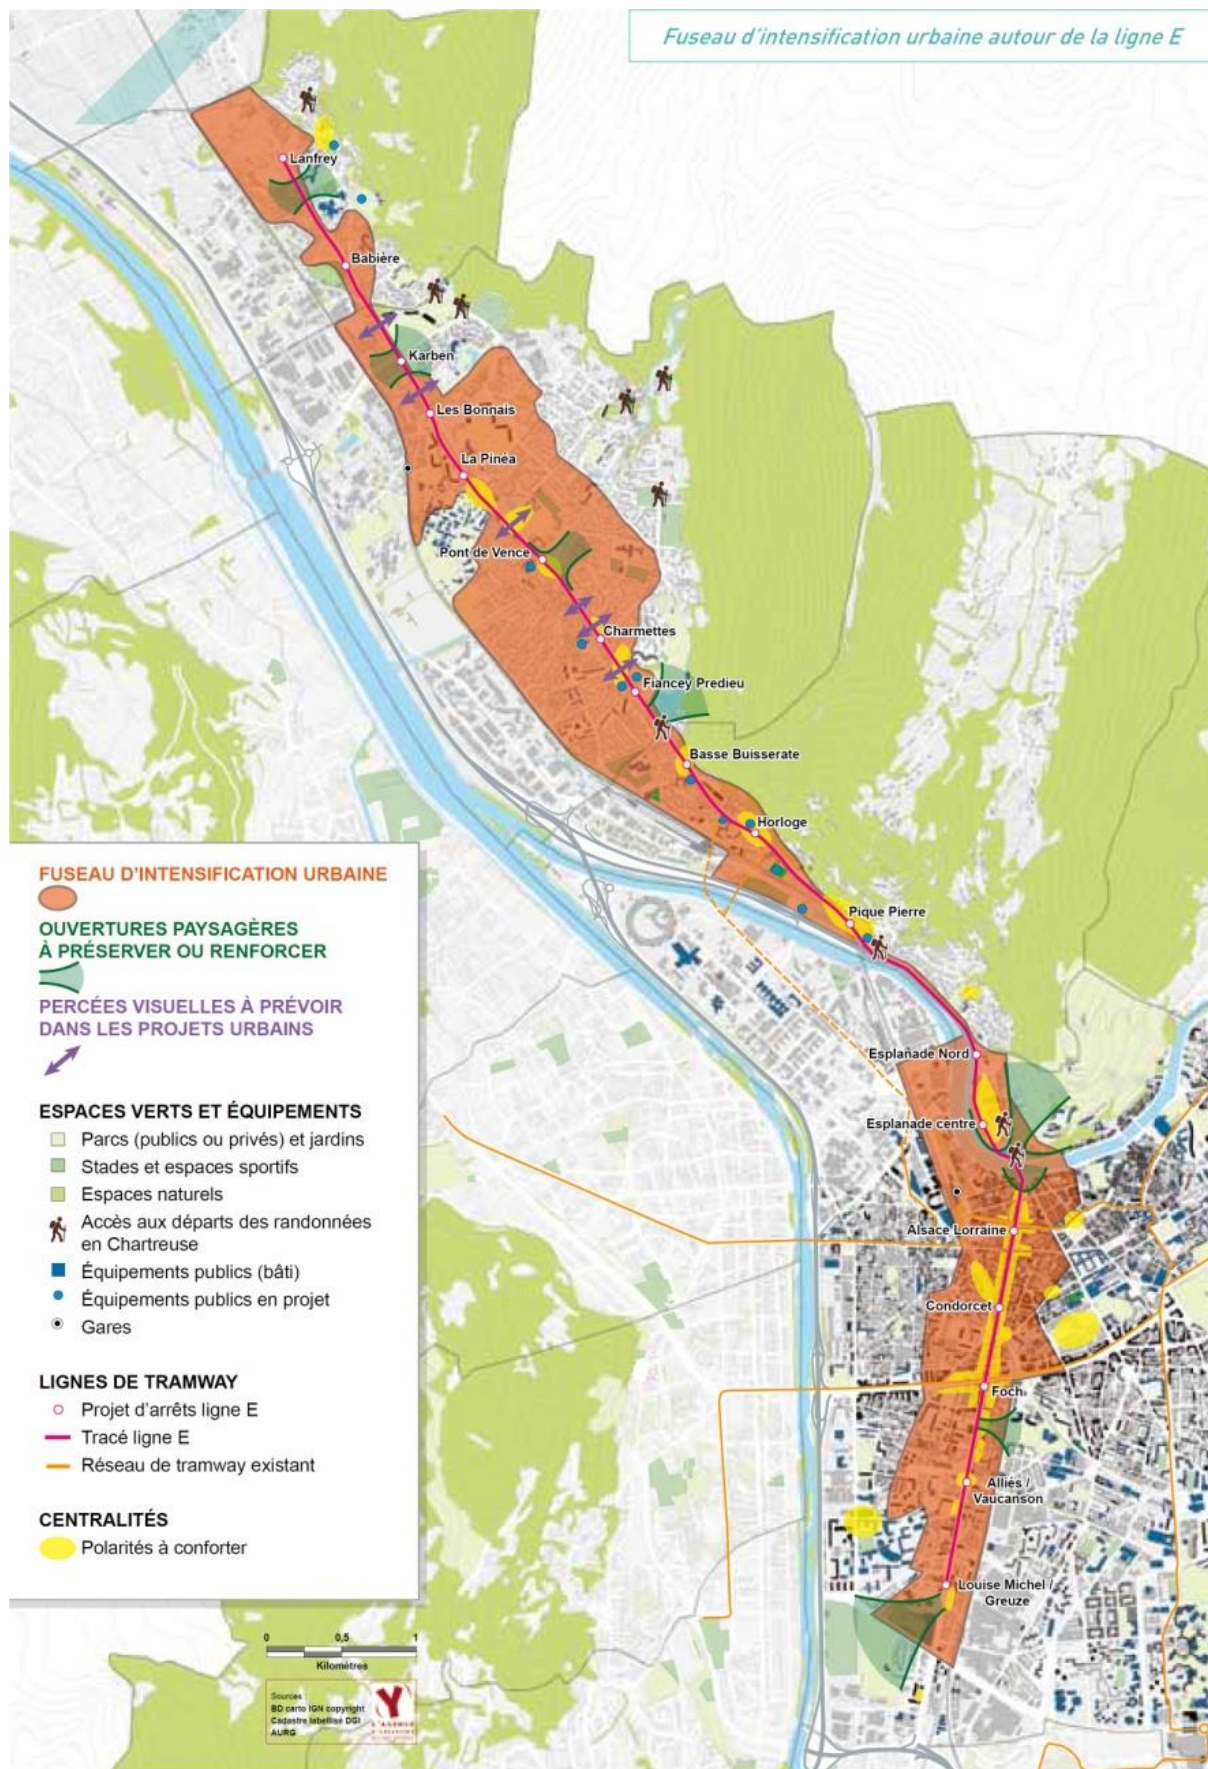 Fuseau d'intensification urbaine autour de la ligne E
Lanfrey
Babière
Karben
Les Bonnais
La Pinéa
Pont de Vence
Charmettes
Fiancey Predieu
Basse Buisserate
Horloge
Pique Pierre
Esplanade Nord
Esplanade centre
Alsace Lorraine
Condorcet
Foch
Alliés /
Vaucanson
Louise Michel /
Greuze
FUSEAU D'INTENSIFICATION URBAINE
OUVERTURES PAYSAGÈRES
À PRÉSERVER OU RENFORCER
PERCÉES VISUELLES À PRÉVOIR
DANS LES PROJETS URBAINS
ESPACES VERTS ET ÉQUIPEMENTS
Parcs (publics ou privés) et jardins
Stades et espaces sportifs
Espaces naturels
Accès aux départs des randonnées
en Chartreuse
Équipements publics (bâti)
Équipements publics en projet
Gares
LIGNES DE TRAMWAY
Projet d'arrêts ligne E
Tracé ligne E
Réseau de tramway existant
CENTRALITÉS
Polarités à conforter
0 0,5 1
Kilomètres
Sources
BD carto IGN copyright
Cadastre labellisé DGI
AURG
L'AGENCE